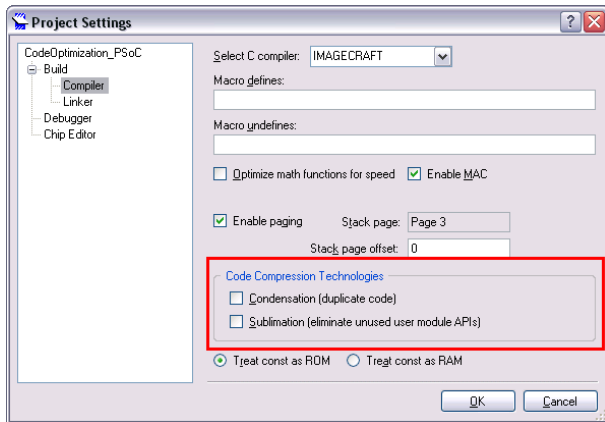 Project Settings
CodeOptimization_PSoC
Build
Compiler
Linker
Debugger
Chip Editor
Select C compiler: IMAGECRAFT
Macro defines:
Macro undefines:
Optimize math functions for speed Enable MAC
Enable paging Stack page: Page 3
Stack page offset: 0
Code Compression Technologies
Condensation (duplicate code)
Sublimation (eliminate unused user module APIs)
Treat const as ROM Treat const as RAM
OK Cancel